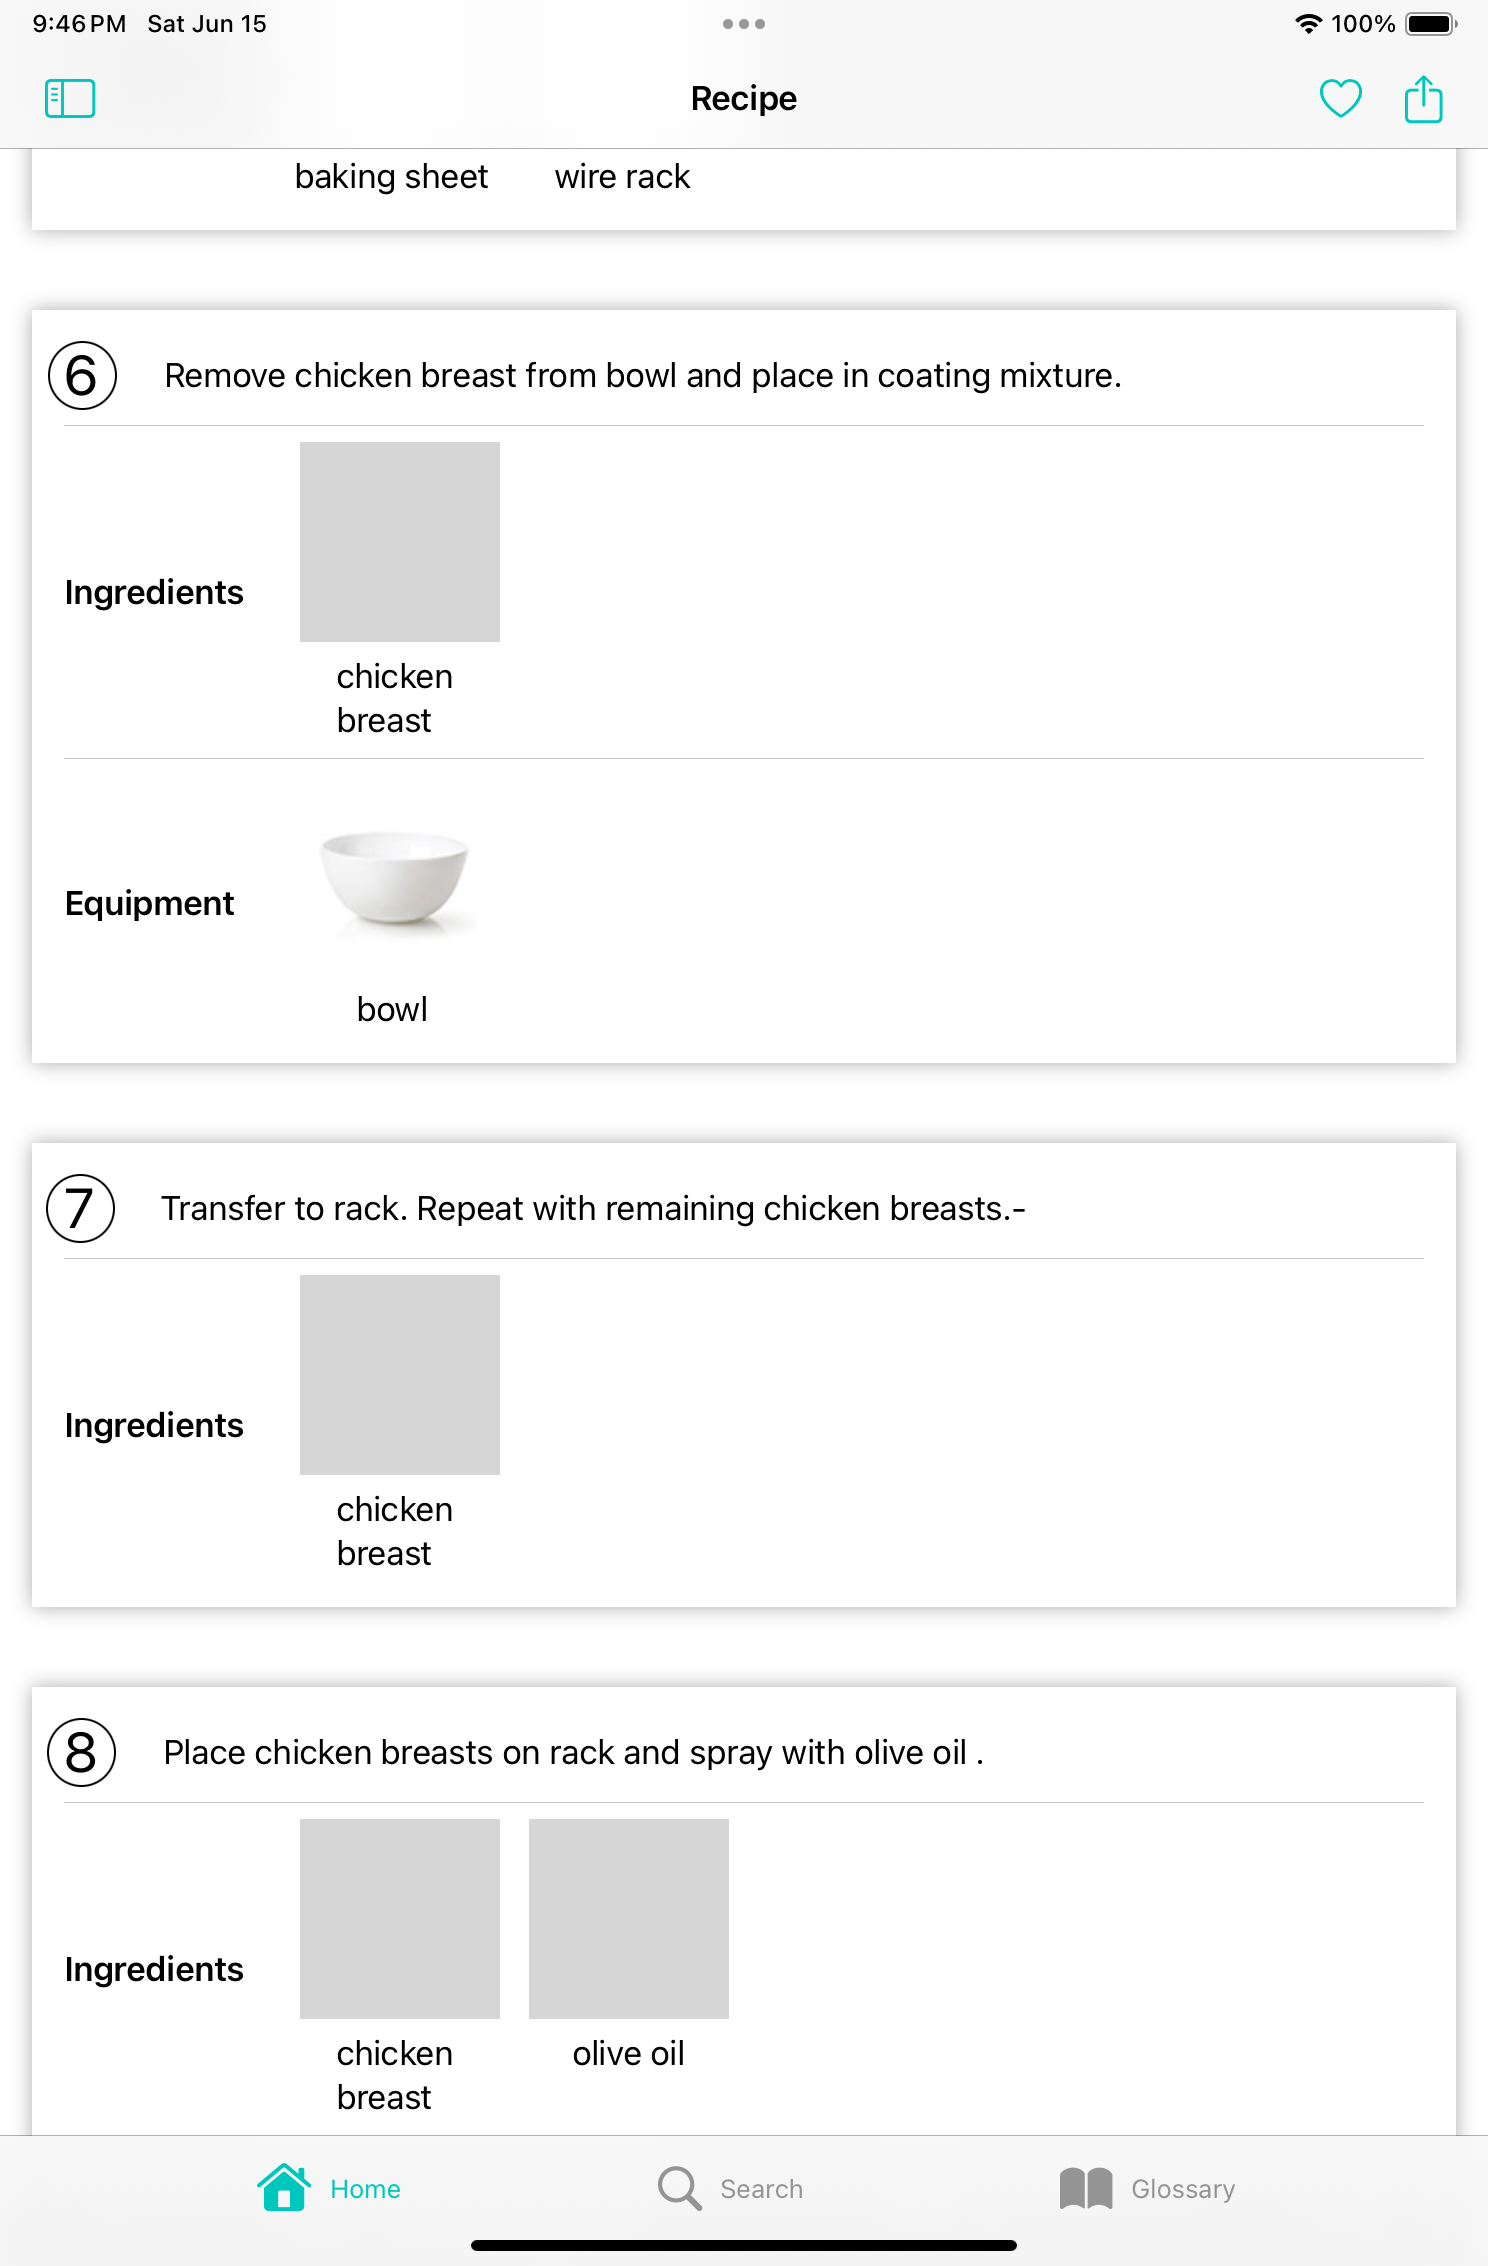 9:46 PM Sat Jun 15
100%
Recipe
baking sheet wire rack
6 Remove chicken breast from bowl and place in coating mixture.
Ingredients
chicken
breast
Equipment
bowl
7 Transfer to rack. Repeat with remaining chicken breasts.-
Ingredients
chicken
breast
8 Place chicken breasts on rack and spray with olive oil .
Ingredients
chicken
breast
olive oil
Home Search Glossary